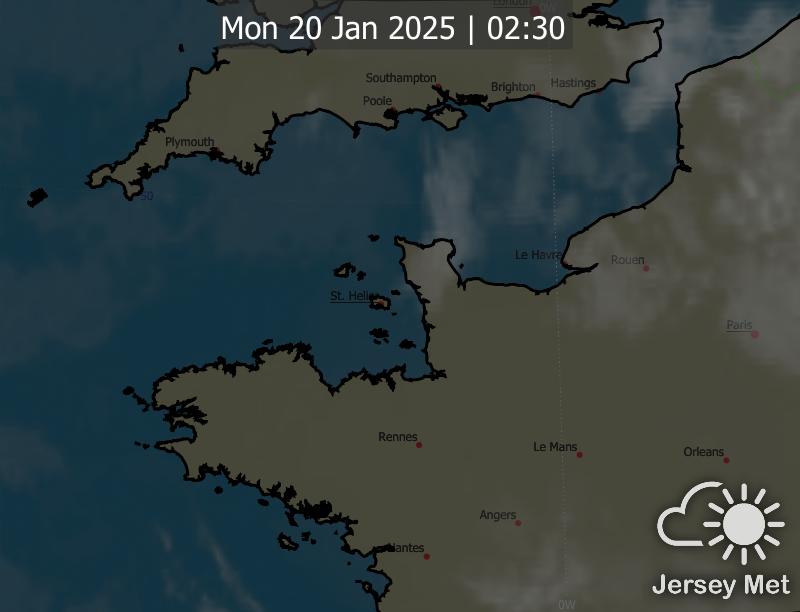 London
0W
Mon 20 Jan 2025 | 02:30
Southampton
Brighton
Hastings
Poole
Plymouth
50
Le Havre
Rouen
St. Helier
Paris
Rennes
Le Mans
Orleans
Angers
Nantes
Jersey Met
0W